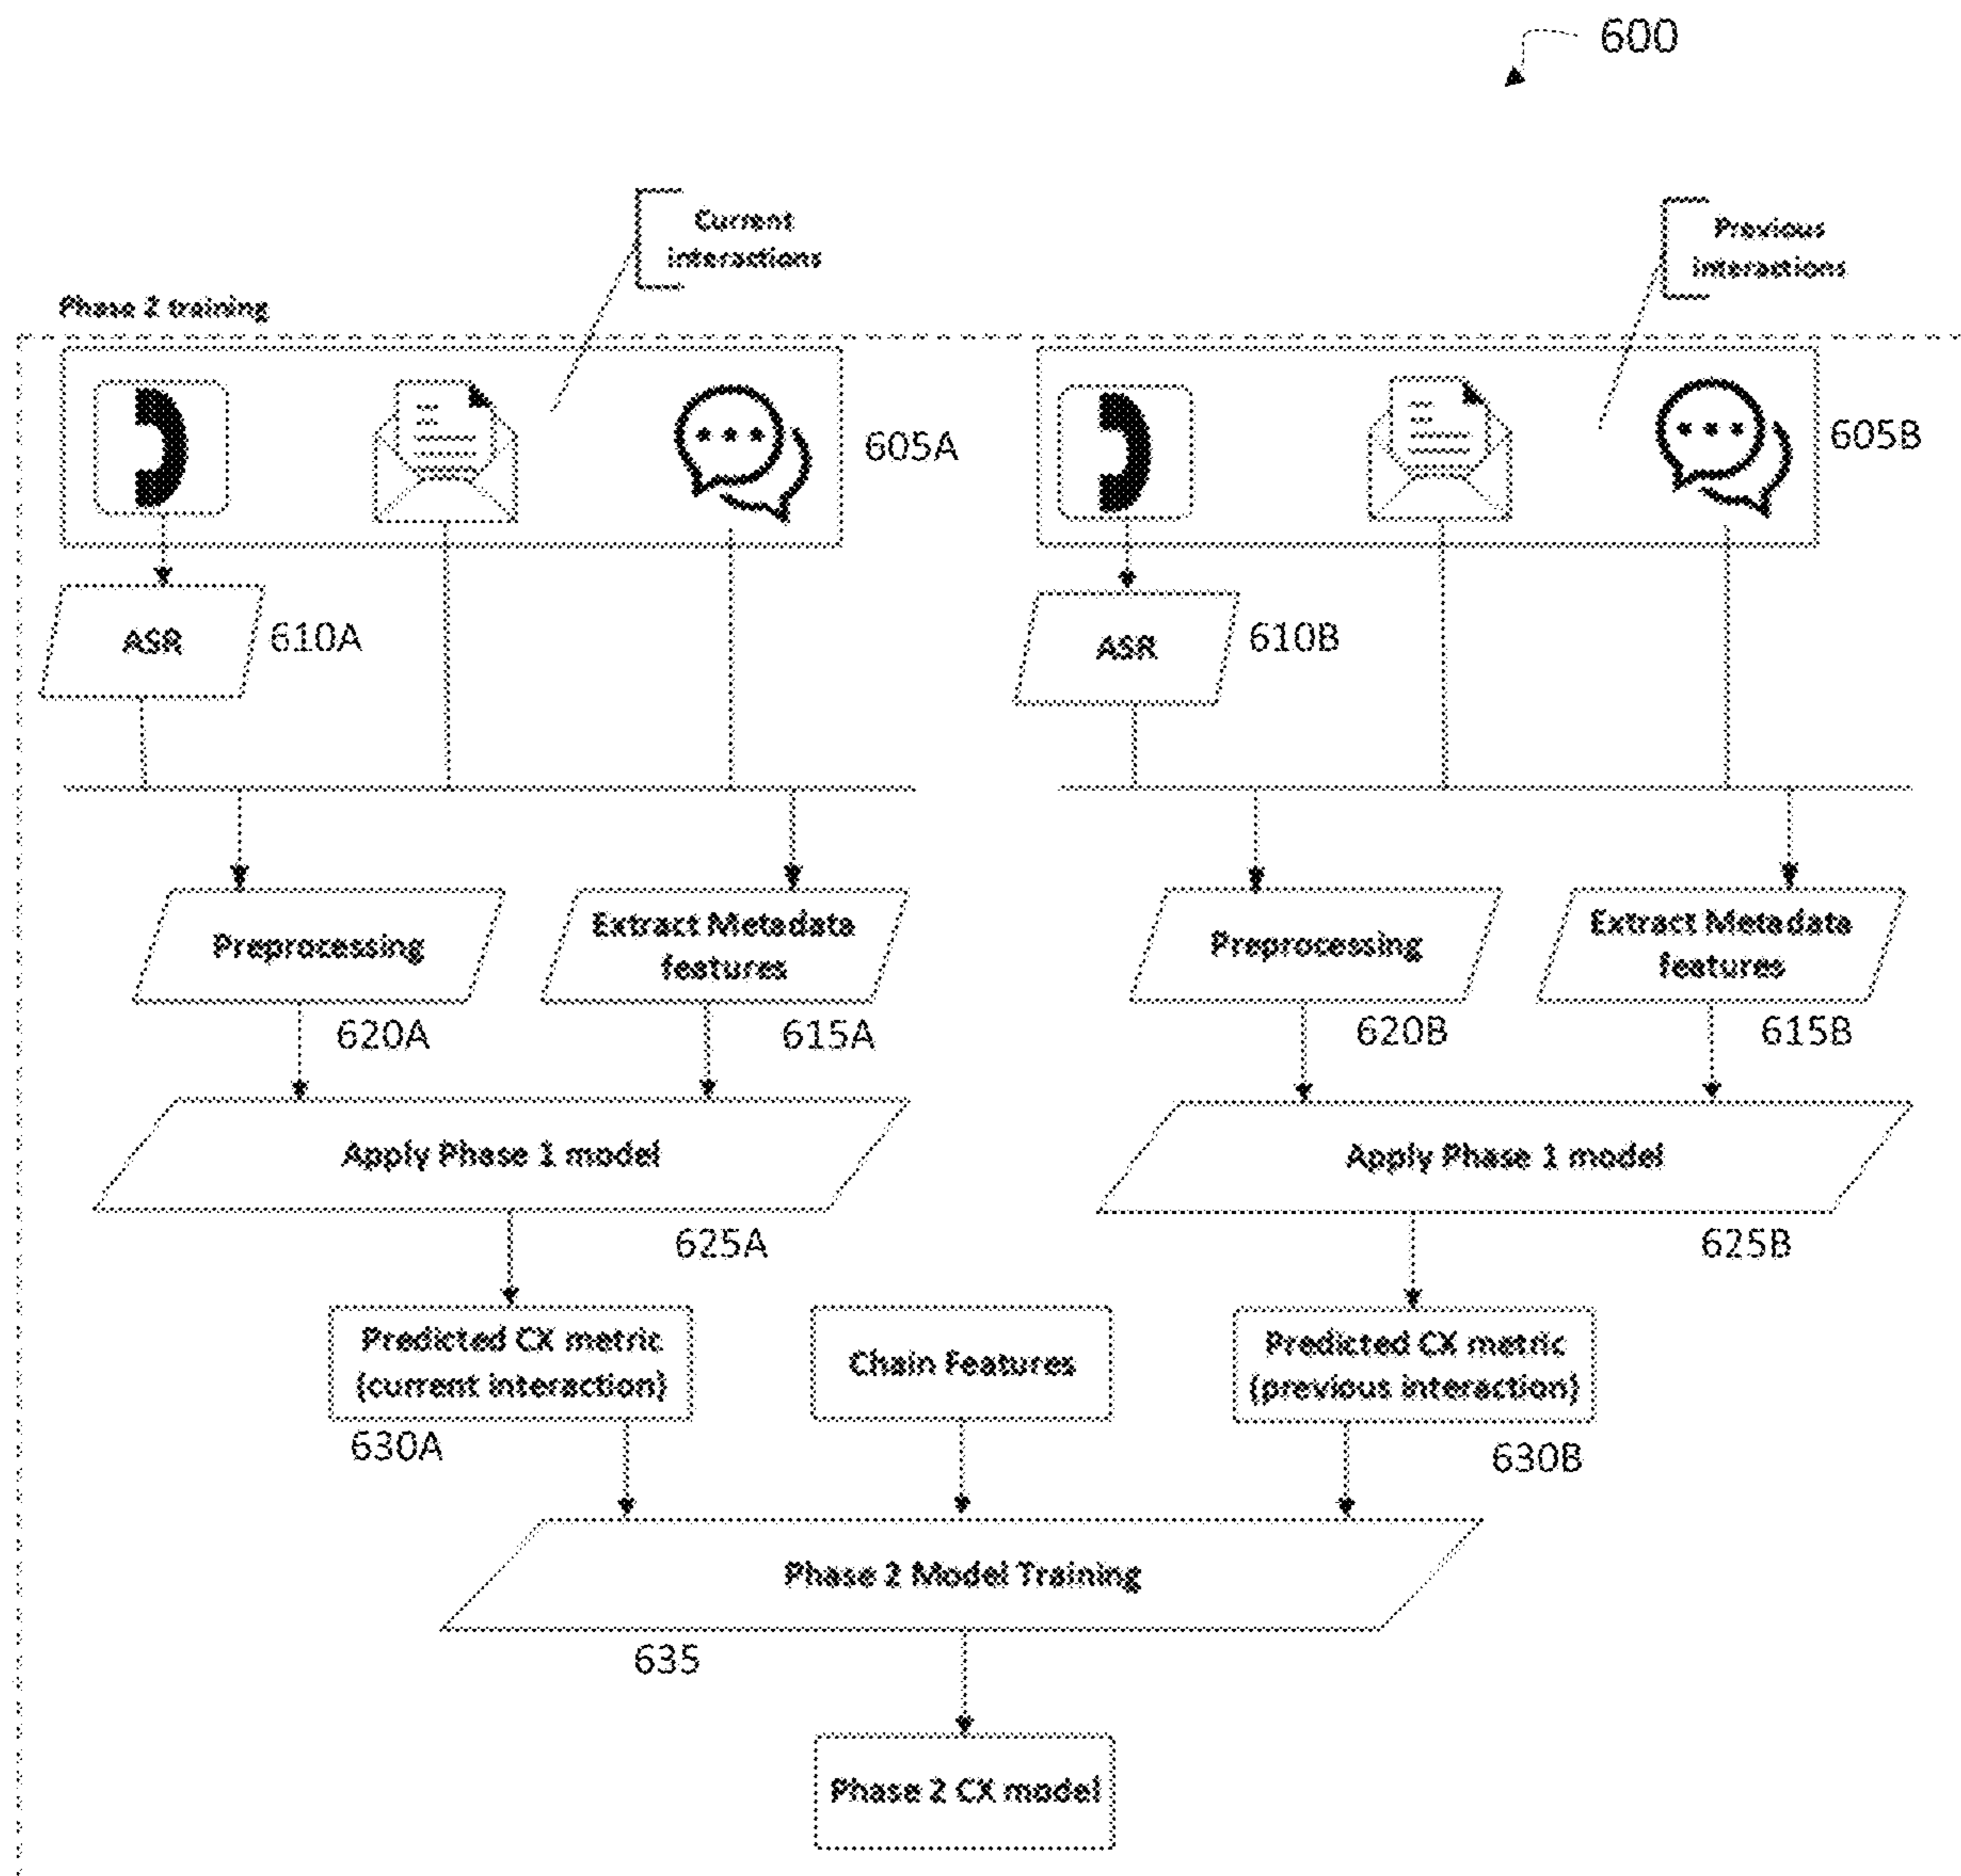 600
Current
interactions
Previous
interactions
Phase 2 training
605A
605B
ASR
610A
ASR
610B
Preprocessing
Extract Metadata
features
Preprocessing
Extract Metadata
features
620A
615A
620B
615B
Apply Phase 1 model
Apply Phase 1 model
625A
625B
Predicted CX metric
(current interaction)
Chain Features
Predicted CX metric
(previous interaction)
630A
630B
Phase 2 Model Training
635
Phase 2 CX model